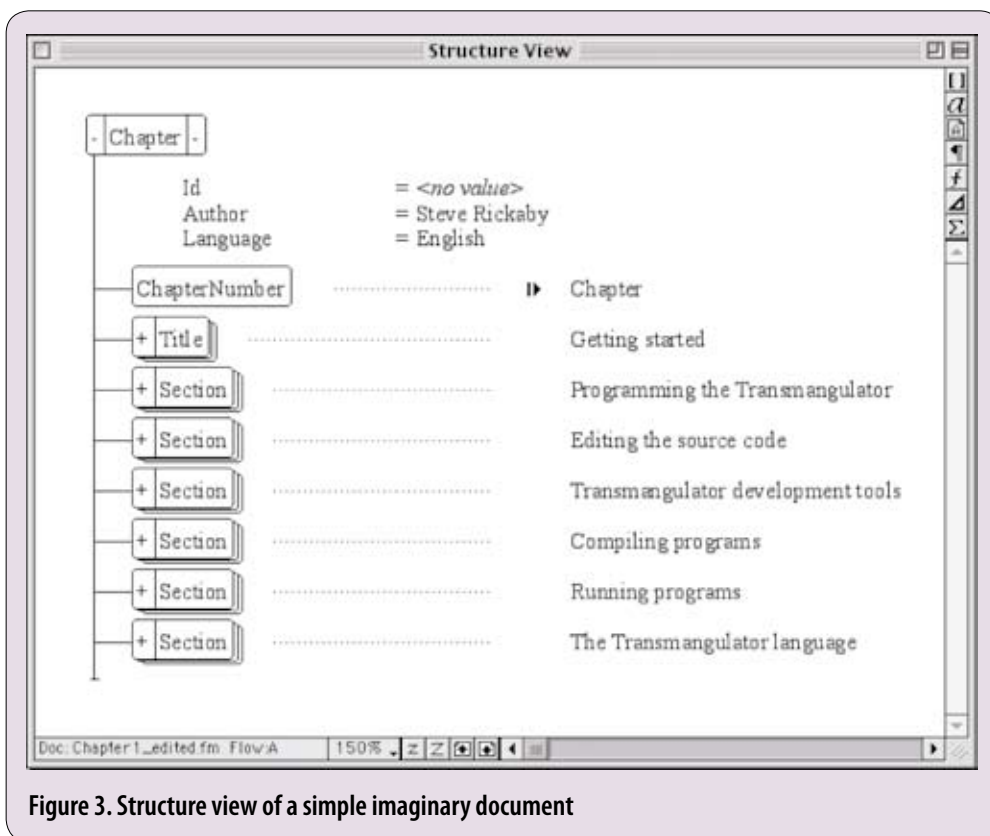 Structure View
- Chapter -
Id = <no value>
Author = Steve Rickaby
Language = English
ChapterNumber Chapter
+ Title Getting started
+ Section Programming the Transmangulator
+ Section Editing the source code
+ Section Transmangulator development tools
+ Section Compiling programs
+ Section Running programs
+ Section The Transmangulator language
Doc: Chapter 1_edited.fm Flow:A 150% z Z
Figure 3. Structure view of a simple imaginary document